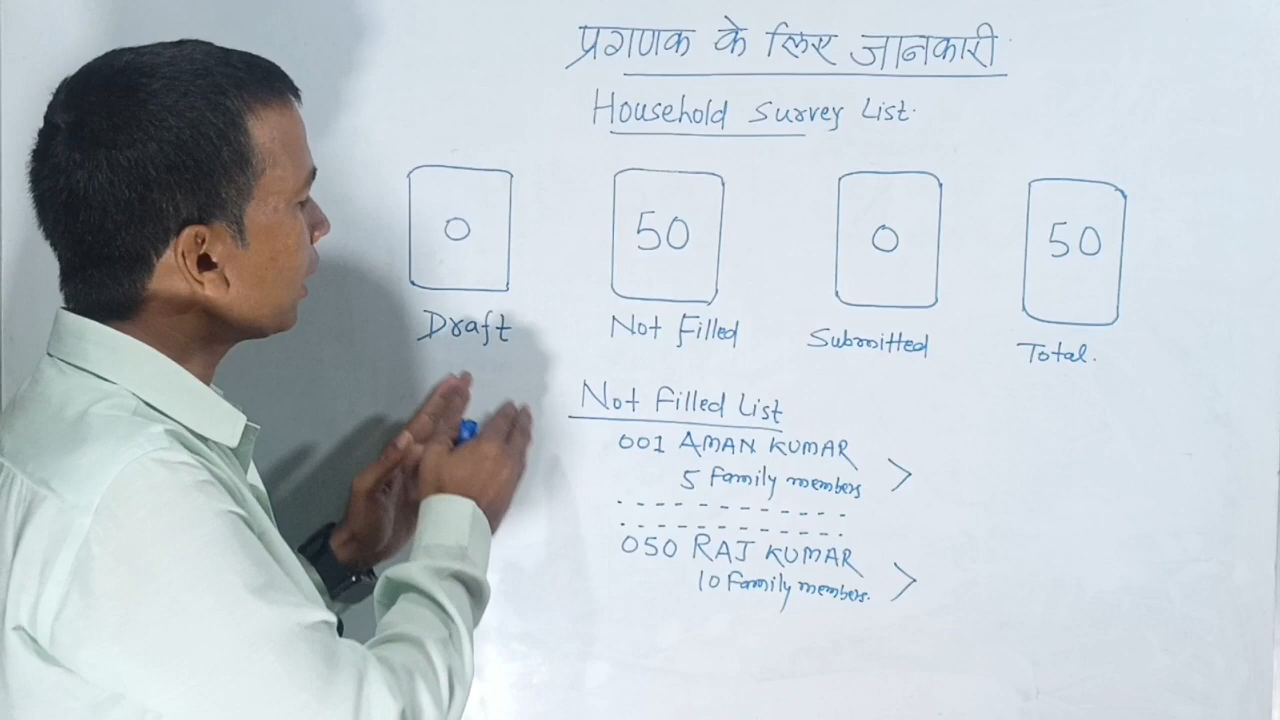 प्रगणक के लिए जानकारी
Household Survey List.
0 50 0 50
Draft Not Filled Submitted Total.
Not Filled List
001 AMAN KUMAR >
5 Family members
050 RAJ KUMAR >
10 Family members.